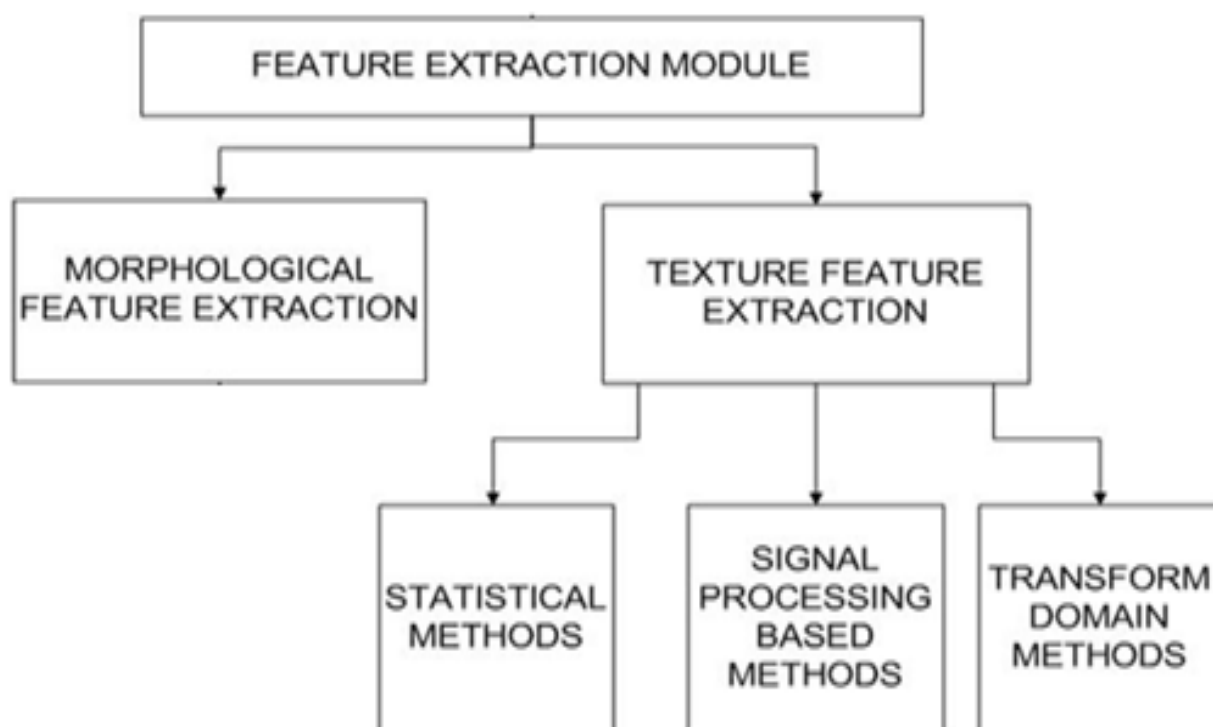 FEATURE EXTRACTION MODULE
MORPHOLOGICAL
FEATURE EXTRACTION
TEXTURE FEATURE
EXTRACTION
STATISTICAL
METHODS
SIGNAL
PROCESSING
BASED
METHODS
TRANSFORM
DOMAIN
METHODS